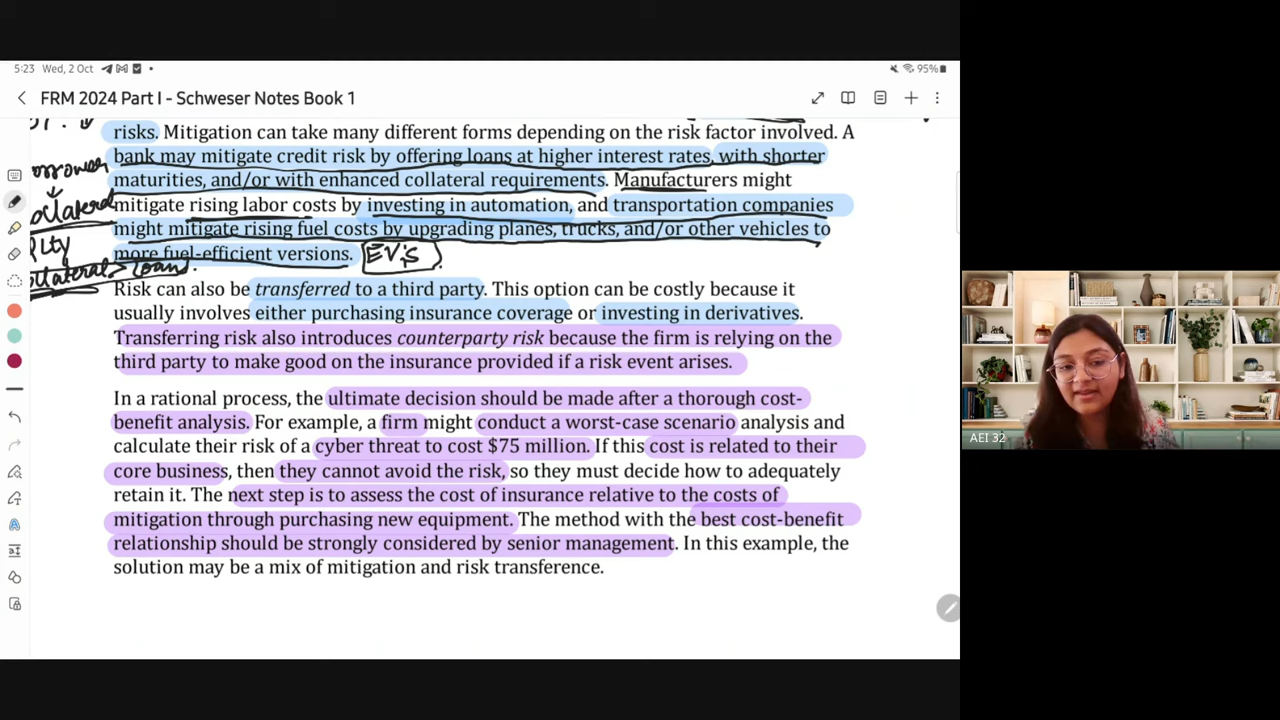 5:23 Wed, 2 Oct
95%
FRM 2024 Part I - Schweser Notes Book 1
risks. Mitigation can take many different forms depending on the risk factor involved. A
bank may mitigate credit risk by offering loans at higher interest rates, with shorter
maturities, and/or with enhanced collateral requirements. Manufacturers might
mitigate rising labor costs by investing in automation, and transportation companies
might mitigate rising fuel costs by upgrading planes, trucks, and/or other vehicles to
more fuel-efficient versions. EV's
orrower
ollateral
ollateral > loan.
Risk can also be transferred to a third party. This option can be costly because it
usually involves either purchasing insurance coverage or investing in derivatives.
Transferring risk also introduces counterparty risk because the firm is relying on the
third party to make good on the insurance provided if a risk event arises.
In a rational process, the ultimate decision should be made after a thorough cost-
benefit analysis. For example, a firm might conduct a worst-case scenario analysis and
calculate their risk of a cyber threat to cost $75 million. If this cost is related to their
core business, then they cannot avoid the risk, so they must decide how to adequately
retain it. The next step is to assess the cost of insurance relative to the costs of
mitigation through purchasing new equipment. The method with the best cost-benefit
relationship should be strongly considered by senior management. In this example, the
solution may be a mix of mitigation and risk transference.
AEI 32